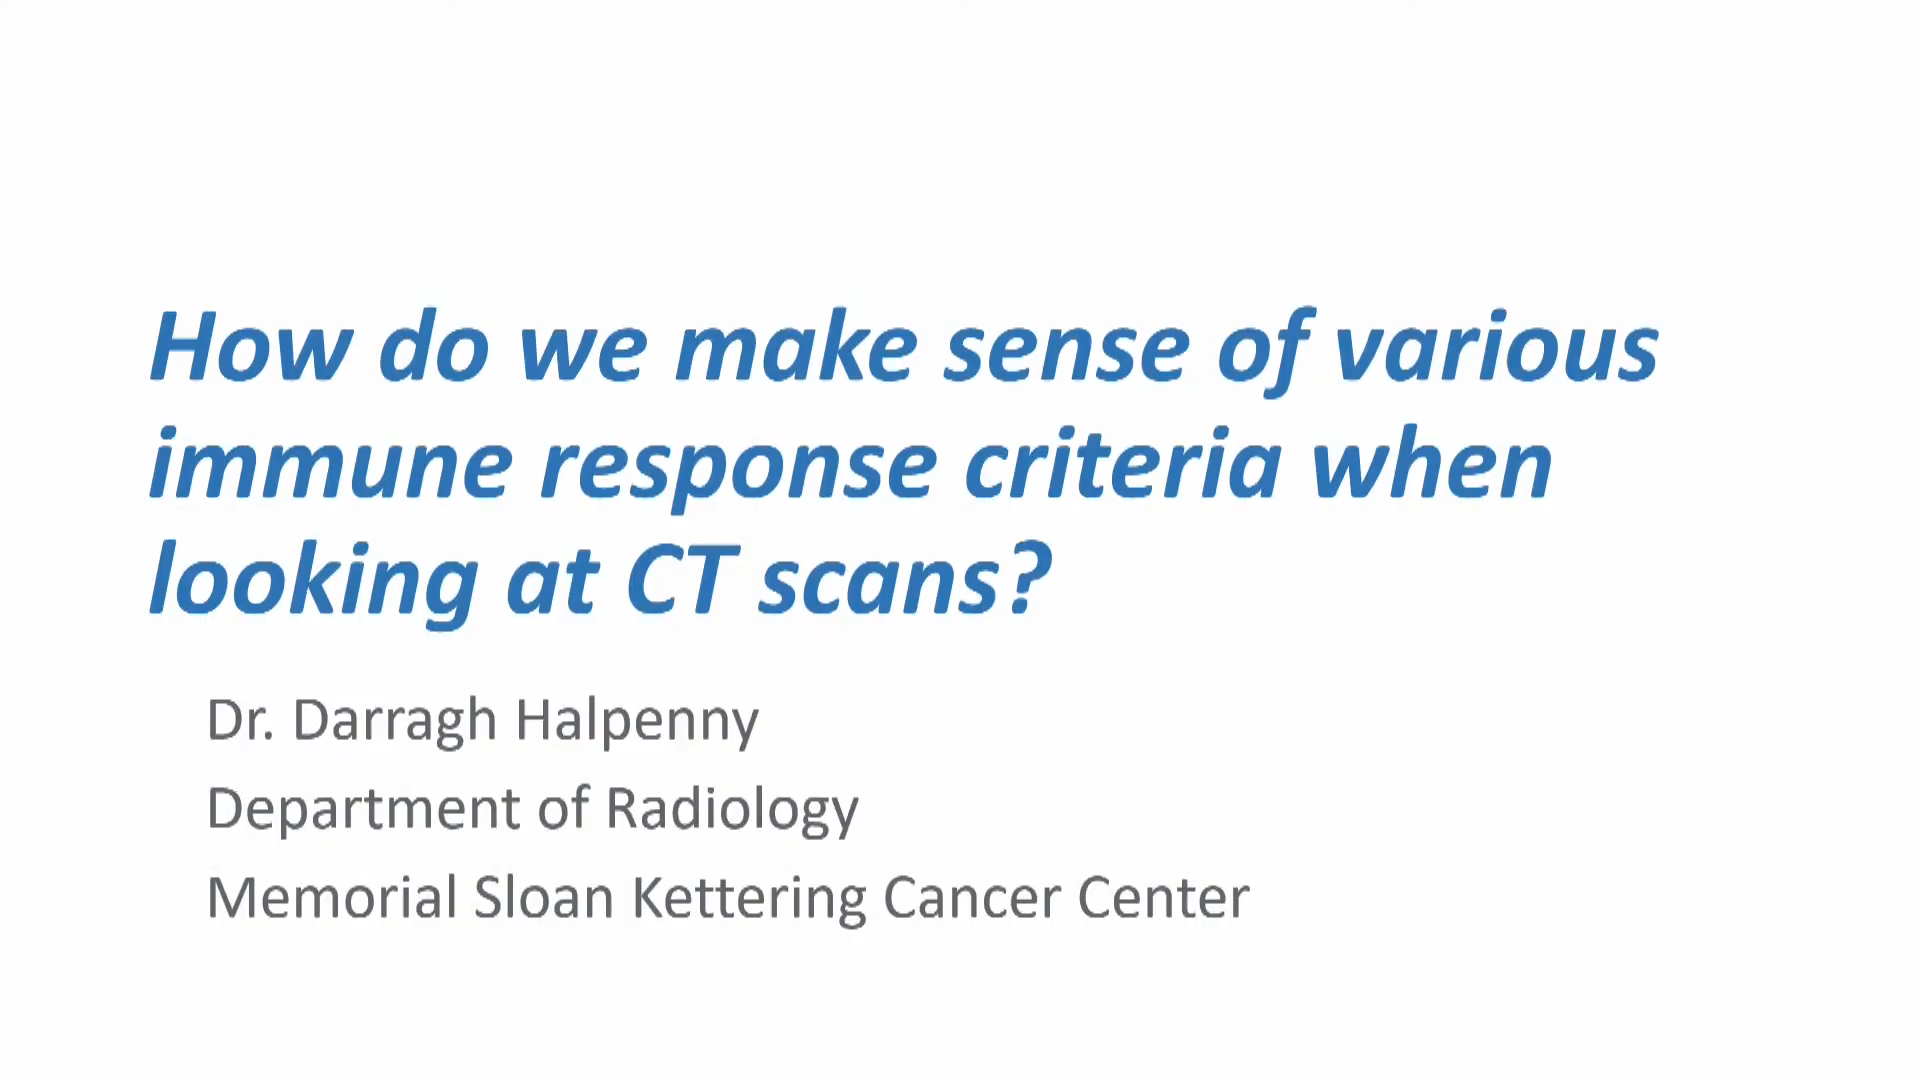 How do we make sense of various
immune response criteria when
looking at CT scans?
Dr. Darragh Halpenny
Department of Radiology
Memorial Sloan Kettering Cancer Center